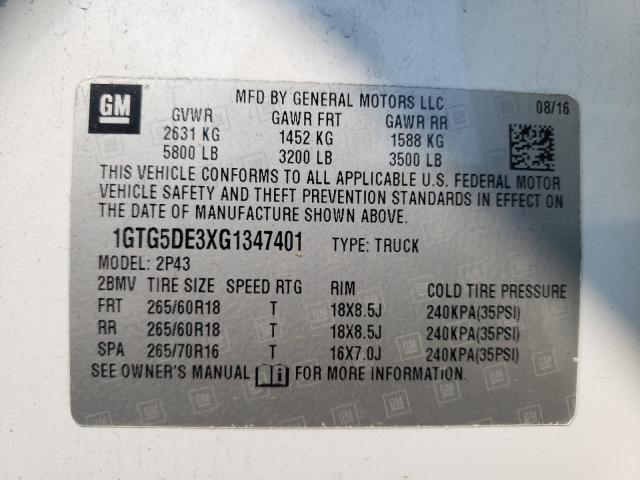 GM
MFD BY GENERAL MOTORS LLC 08/16
GVWR GAWR FRT GAWR RR
2631 KG 1452 KG 1588 KG
5800 LB 3200 LB 3500 LB
THIS VEHICLE CONFORMS TO ALL APPLICABLE U.S. FEDERAL MOTOR
VEHICLE SAFETY AND THEFT PREVENTION STANDARDS IN EFFECT ON
THE DATE OF MANUFACTURE SHOWN ABOVE.
1GTG5DE3XG1347401 TYPE: TRUCK
MODEL: 2P43
2BMV TIRE SIZE SPEED RTG RIM COLD TIRE PRESSURE
FRT 265/60R18 T 18X8.5J 240KPA(35PSI)
RR 265/60R18 T 18X8.5J 240KPA(35PSI)
SPA 265/70R16 T 16X7.0J 240KPA(35PSI)
SEE OWNER'S MANUAL FOR MORE INFORMATION.